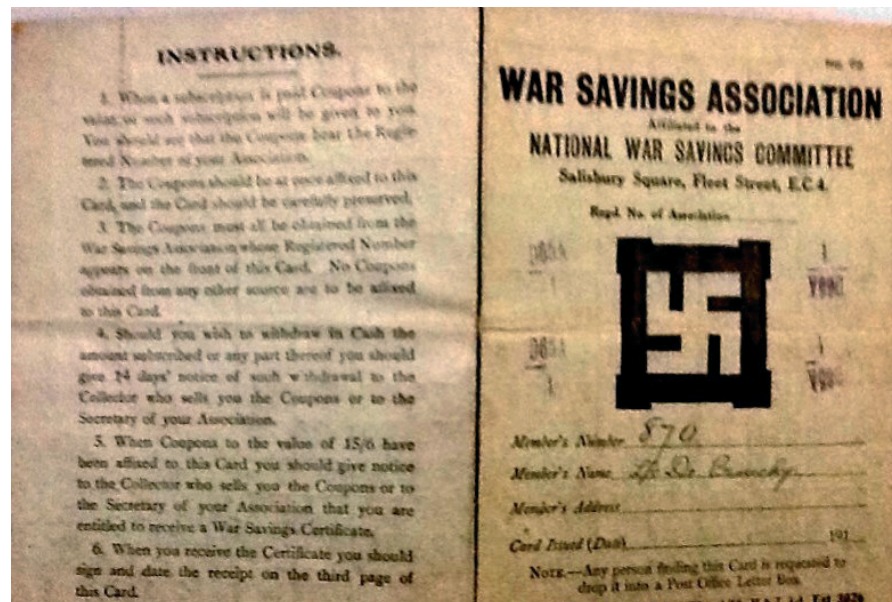 INSTRUCTIONS.
1. When a subscription is paid Coupons to the
value of such subscription will be given to you.
You should see that the Coupons bear the Regis-
tered Number of your Association.
2. The Coupons should be at once affixed to this
Card, and the Card should be carefully preserved.
3. The Coupons must all be obtained from the
War Savings Association whose Registered Number
appears on the front of this Card. No Coupons
obtained from any other source are to be affixed
to this Card.
4. Should you wish to withdraw in Cash the
amount subscribed or any part thereof you should
give 14 days' notice of such withdrawal to the
Collector who sells you the Coupons or to the
Secretary of your Association.
5. When Coupons to the value of 15/6 have
been affixed to this Card you should give notice
to the Collector who sells you the Coupons or to
the Secretary of your Association that you are
entitled to receive a War Savings Certificate.
6. When you receive the Certificate you should
sign and date the receipt on the third page of
this Card.
WAR SAVINGS ASSOCIATION
Affiliated to the
NATIONAL WAR SAVINGS COMMITTEE
Salisbury Square, Fleet Street, E.C.4.
Regd. No. of Association
Member's Number 870
Member's Name De
Member's Address
Card Issued (Date) 191
NOTE.—Any person finding this Card is requested to
drop it into a Post Office Letter Box.